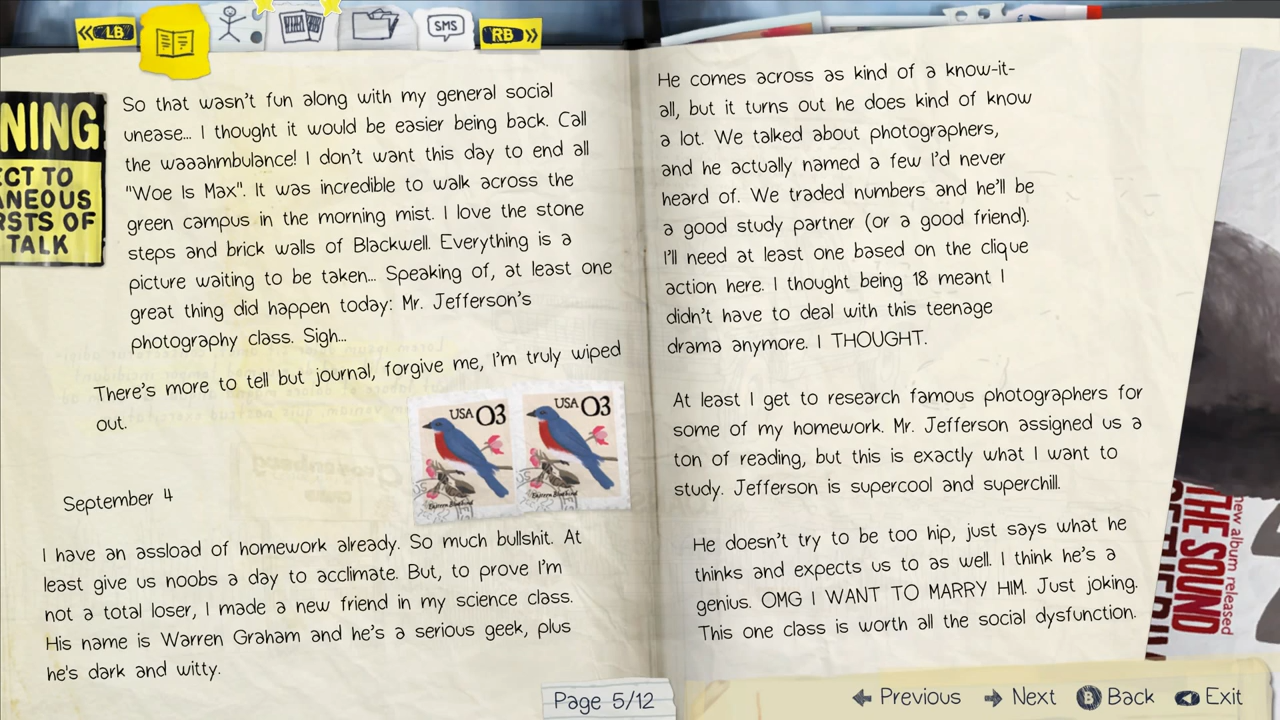 LB
SMS
RB
NING
ECT TO
ANEOUS
RSTS OF
TALK
So that wasn't fun along with my general social
unease... I thought it would be easier being back. Call
the waaahmbulance! I don't want this day to end all
"Woe Is Max". It was incredible to walk across the
green campus in the morning mist. I love the stone
steps and brick walls of Blackwell. Everything is a
picture waiting to be taken... Speaking of, at least one
great thing did happen today: Mr. Jefferson's
photography class. Sigh...
There's more to tell but journal, forgive me, I'm truly wiped
out.
USA 03
Eastern Bluebird
USA 03
Eastern Bluebird
September 4
I have an assload of homework already. So much bullshit. At
least give us noobs a day to acclimate. But, to prove I'm
not a total loser, I made a new friend in my science class.
His name is Warren Graham and he's a serious geek, plus
he's dark and witty.
He comes across as kind of a know-it-
all, but it turns out he does kind of know
a lot. We talked about photographers,
and he actually named a few I'd never
heard of. We traded numbers and he'll be
a good study partner (or a good friend).
I'll need at least one based on the clique
action here. I thought being 18 meant I
didn't have to deal with this teenage
drama anymore. I THOUGHT.
At least I get to research famous photographers for
some of my homework. Mr. Jefferson assigned us a
ton of reading, but this is exactly what I want to
study. Jefferson is supercool and superchill.
He doesn't try to be too hip, just says what he
thinks and expects us to as well. I think he's a
genius. OMG I WANT TO MARRY HIM. Just joking.
This one class is worth all the social dysfunction.
new album released
THE SOUND
Page 5/12
Previous
Next
B Back
Exit